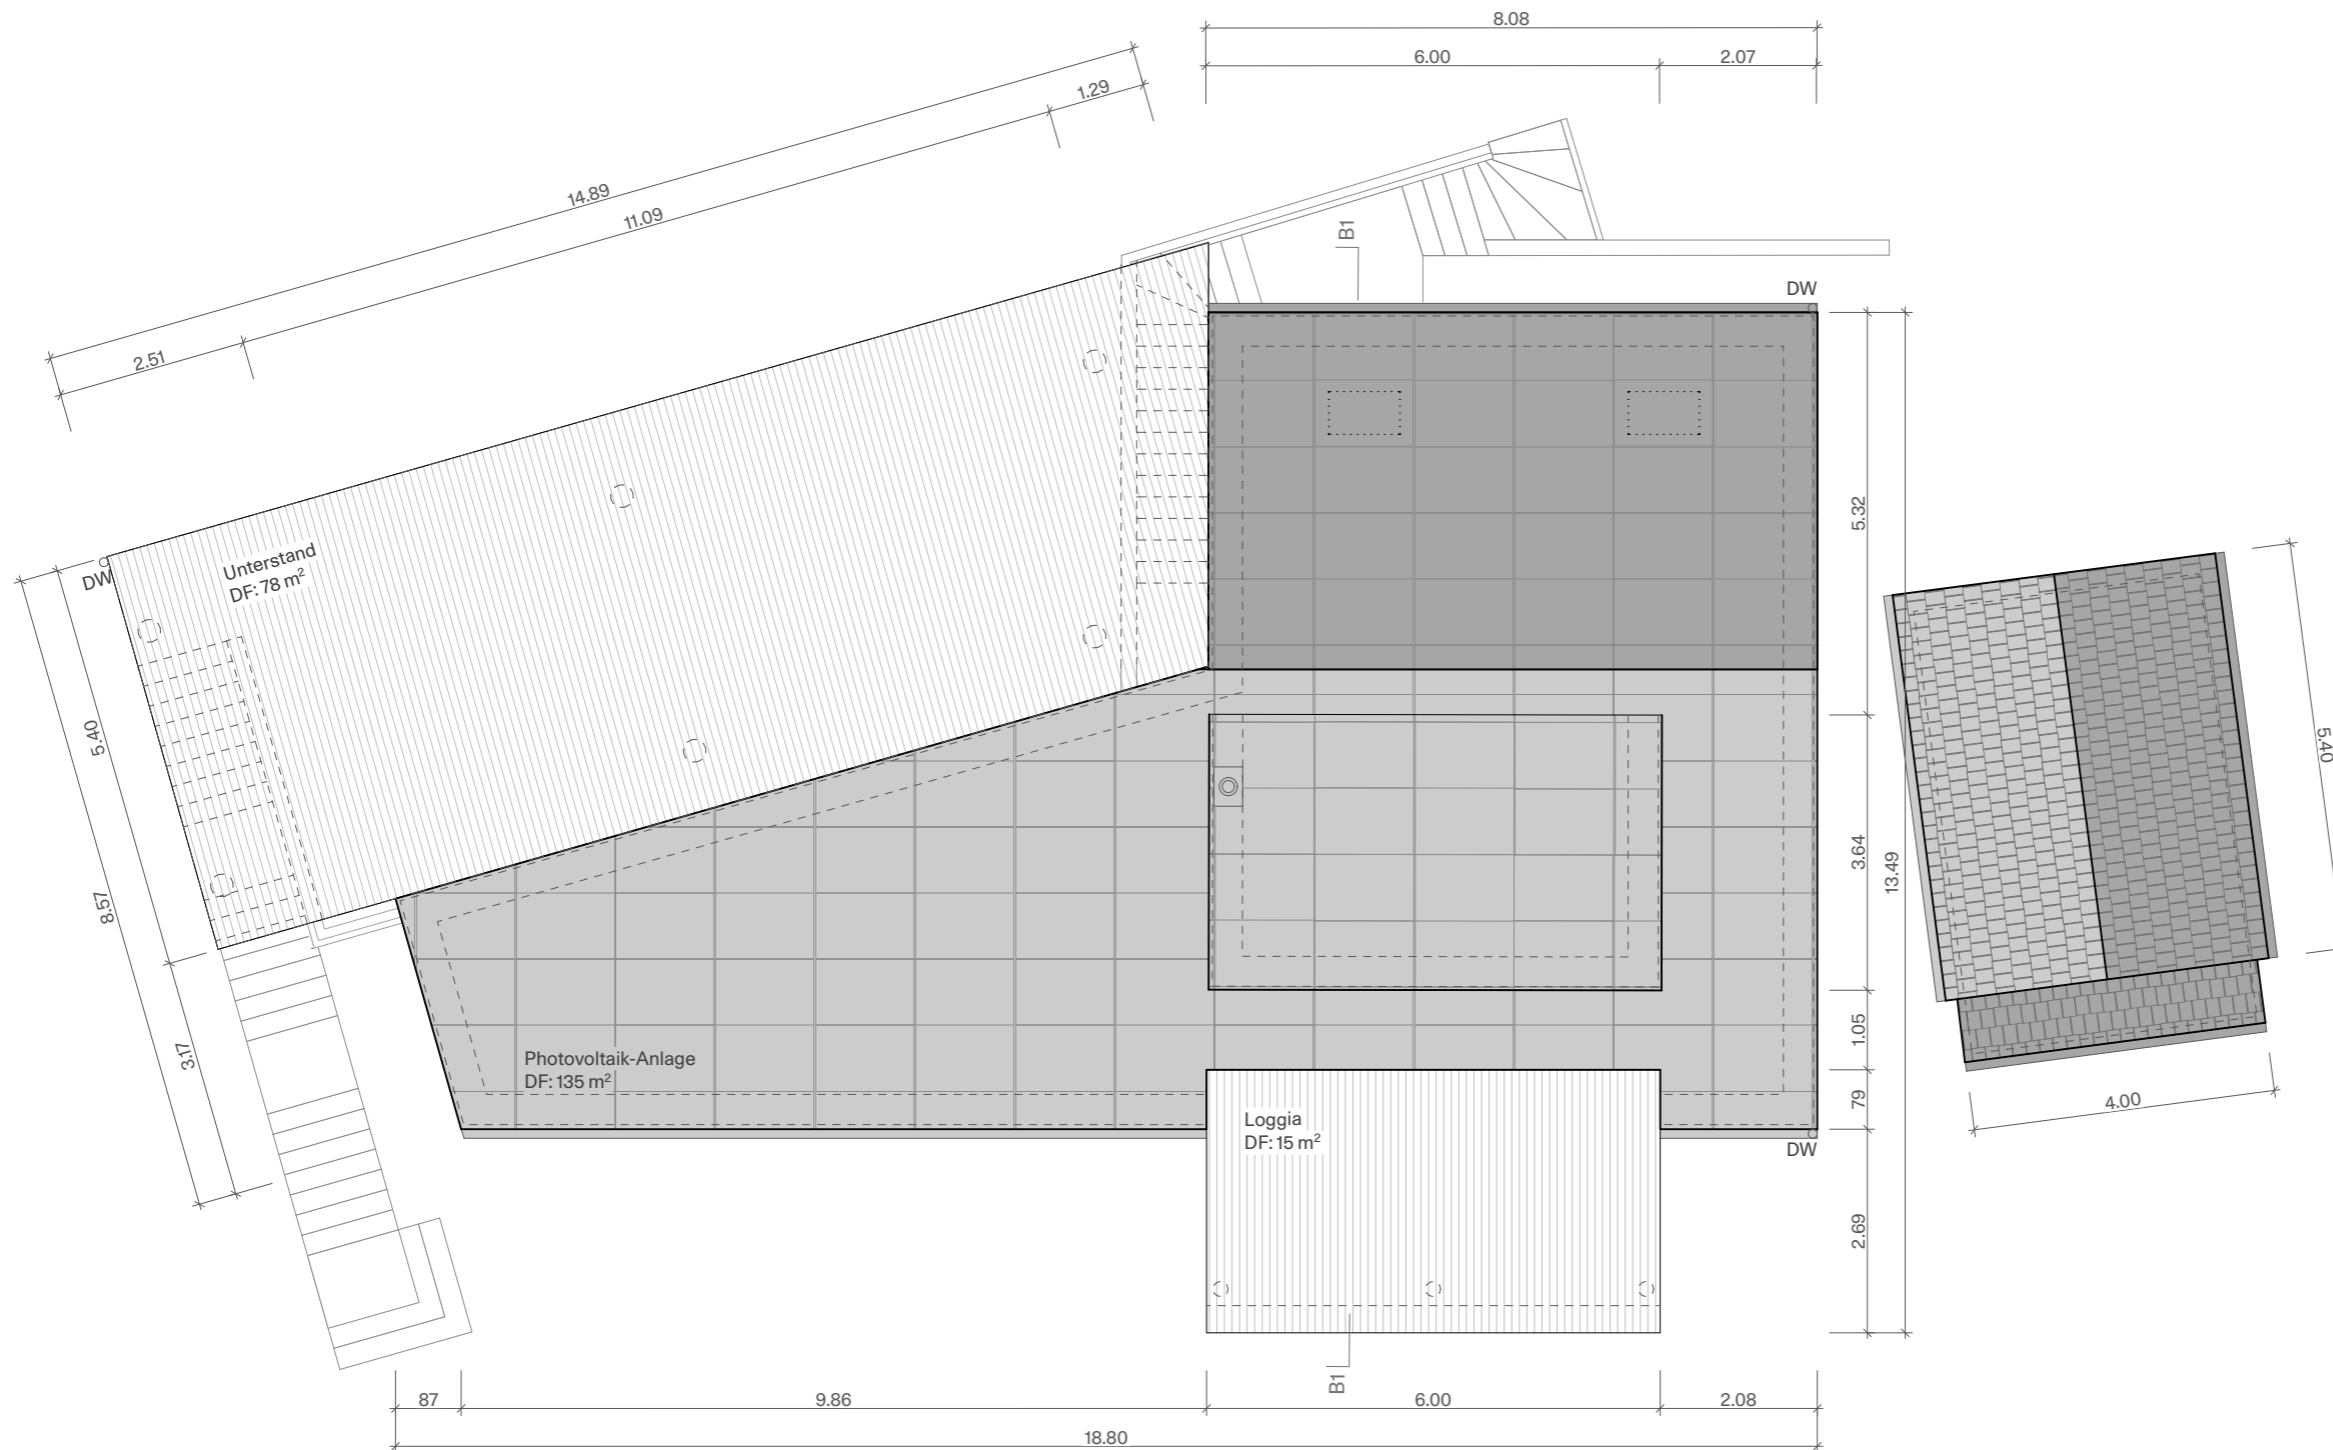 8.08
6.00
2.07
1.29
14.89
11.09
2.51
B1
DW
Unterstand
DF: 78 m²
DW
5.32
5.40
8.57
3.17
5.40
3.64
13.49
1.05
79
2.69
4.00
Photovoltaik-Anlage
DF: 135 m²
Loggia
DF: 15 m²
DW
B1
87
9.86
6.00
2.08
18.80